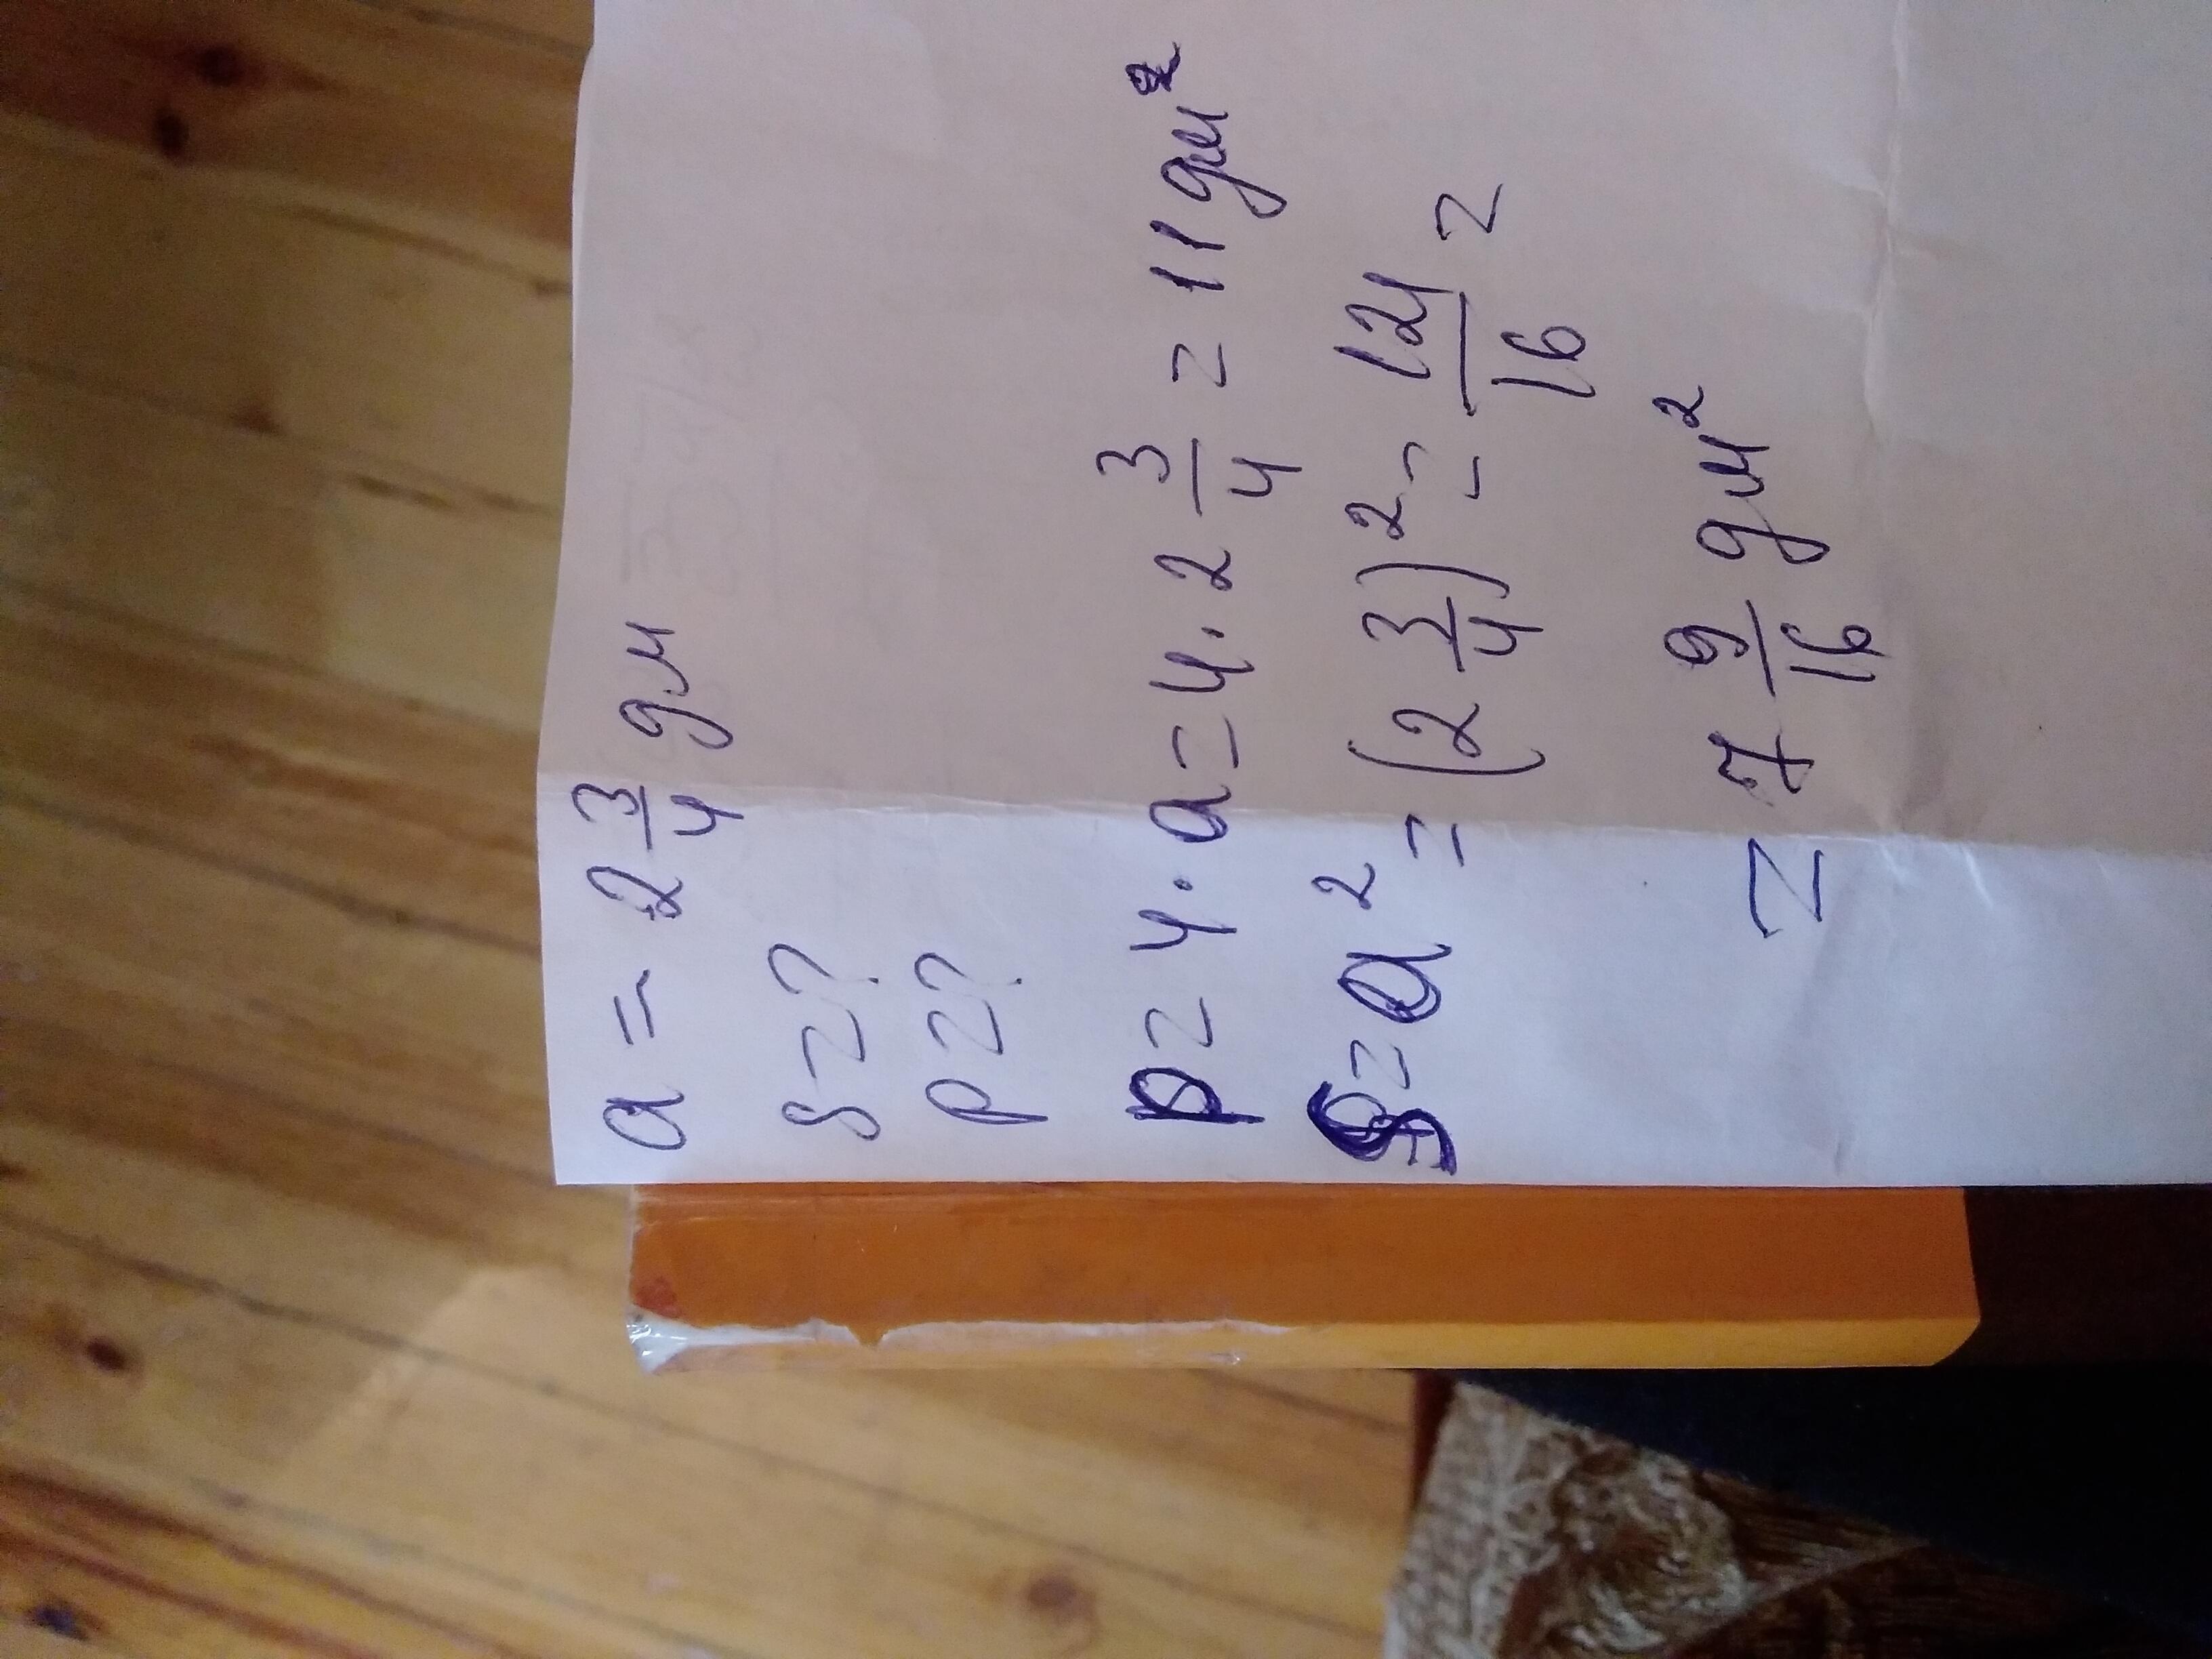 a = 2 3/4 дм
S = ?
P = ?
P = 4 · a = 4 · 2 3/4 = 11 дм²
S = a² = (2 3/4)² = 121/16 =
= 7 9/16 дм²